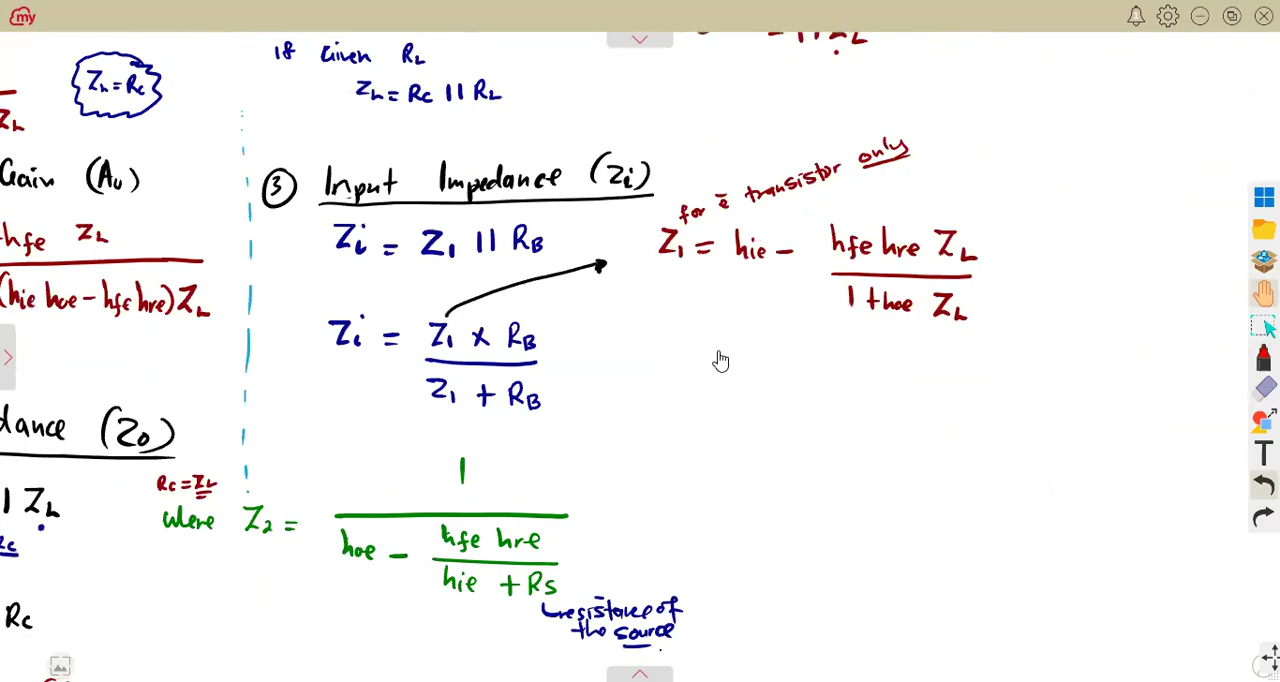 my
if Given RL
ZL = RC || RL
ZL = RC
ZL
Gain (Av)
hfe ZL
(hie hoe − hfe hre) ZL
③ Input Impedance (Zi)
Zi = Z1 || RB
for ē transistor only
Z1 = hie − hfe hre ZL
1 + hoe ZL
Zi = Z1 × RB
Z1 + RB
dance (Zo)
| ZL
RC = ZL
where Z2 = 1
hoe − hfe hre
hie + RS
resistance of
the source
RC
T